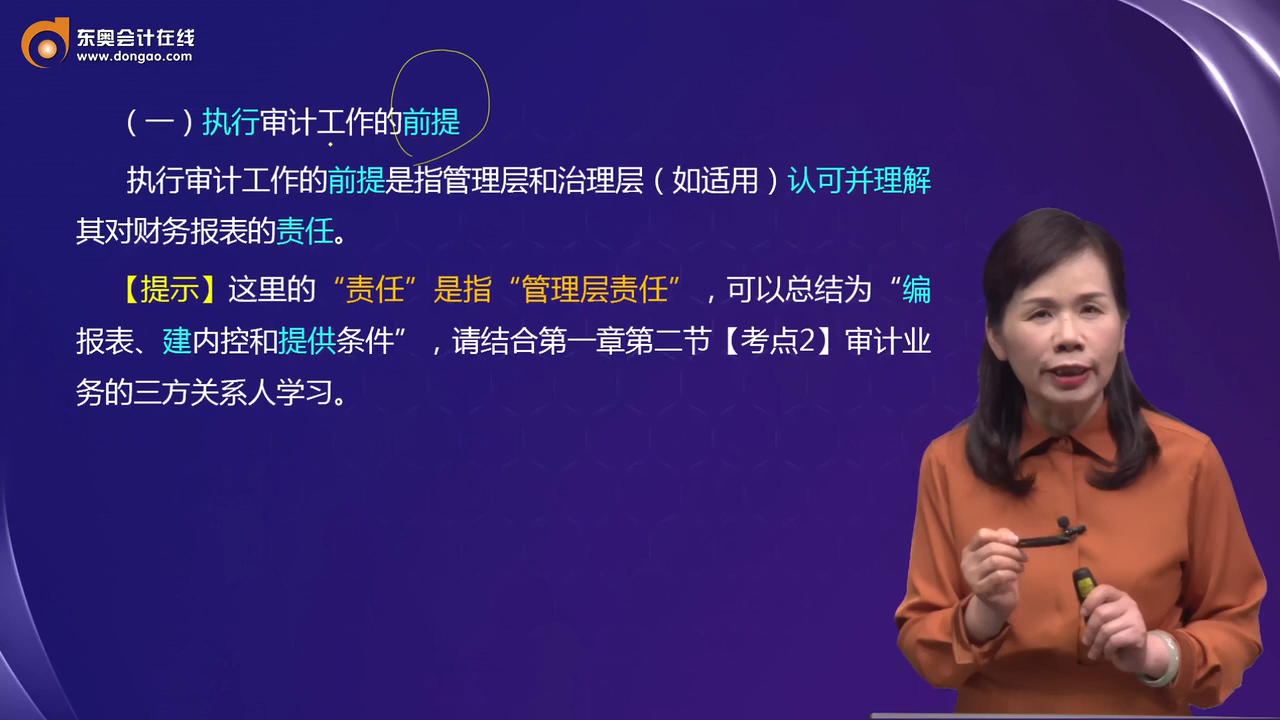 东奥会计在线
www.dongao.com
（一）执行审计工作的前提
执行审计工作的前提是指管理层和治理层（如适用）认可并理解
其对财务报表的责任。
【提示】这里的“责任”是指“管理层责任”，可以总结为“编
报表、建内控和提供条件”，请结合第一章第二节【考点2】审计业
务的三方关系人学习。